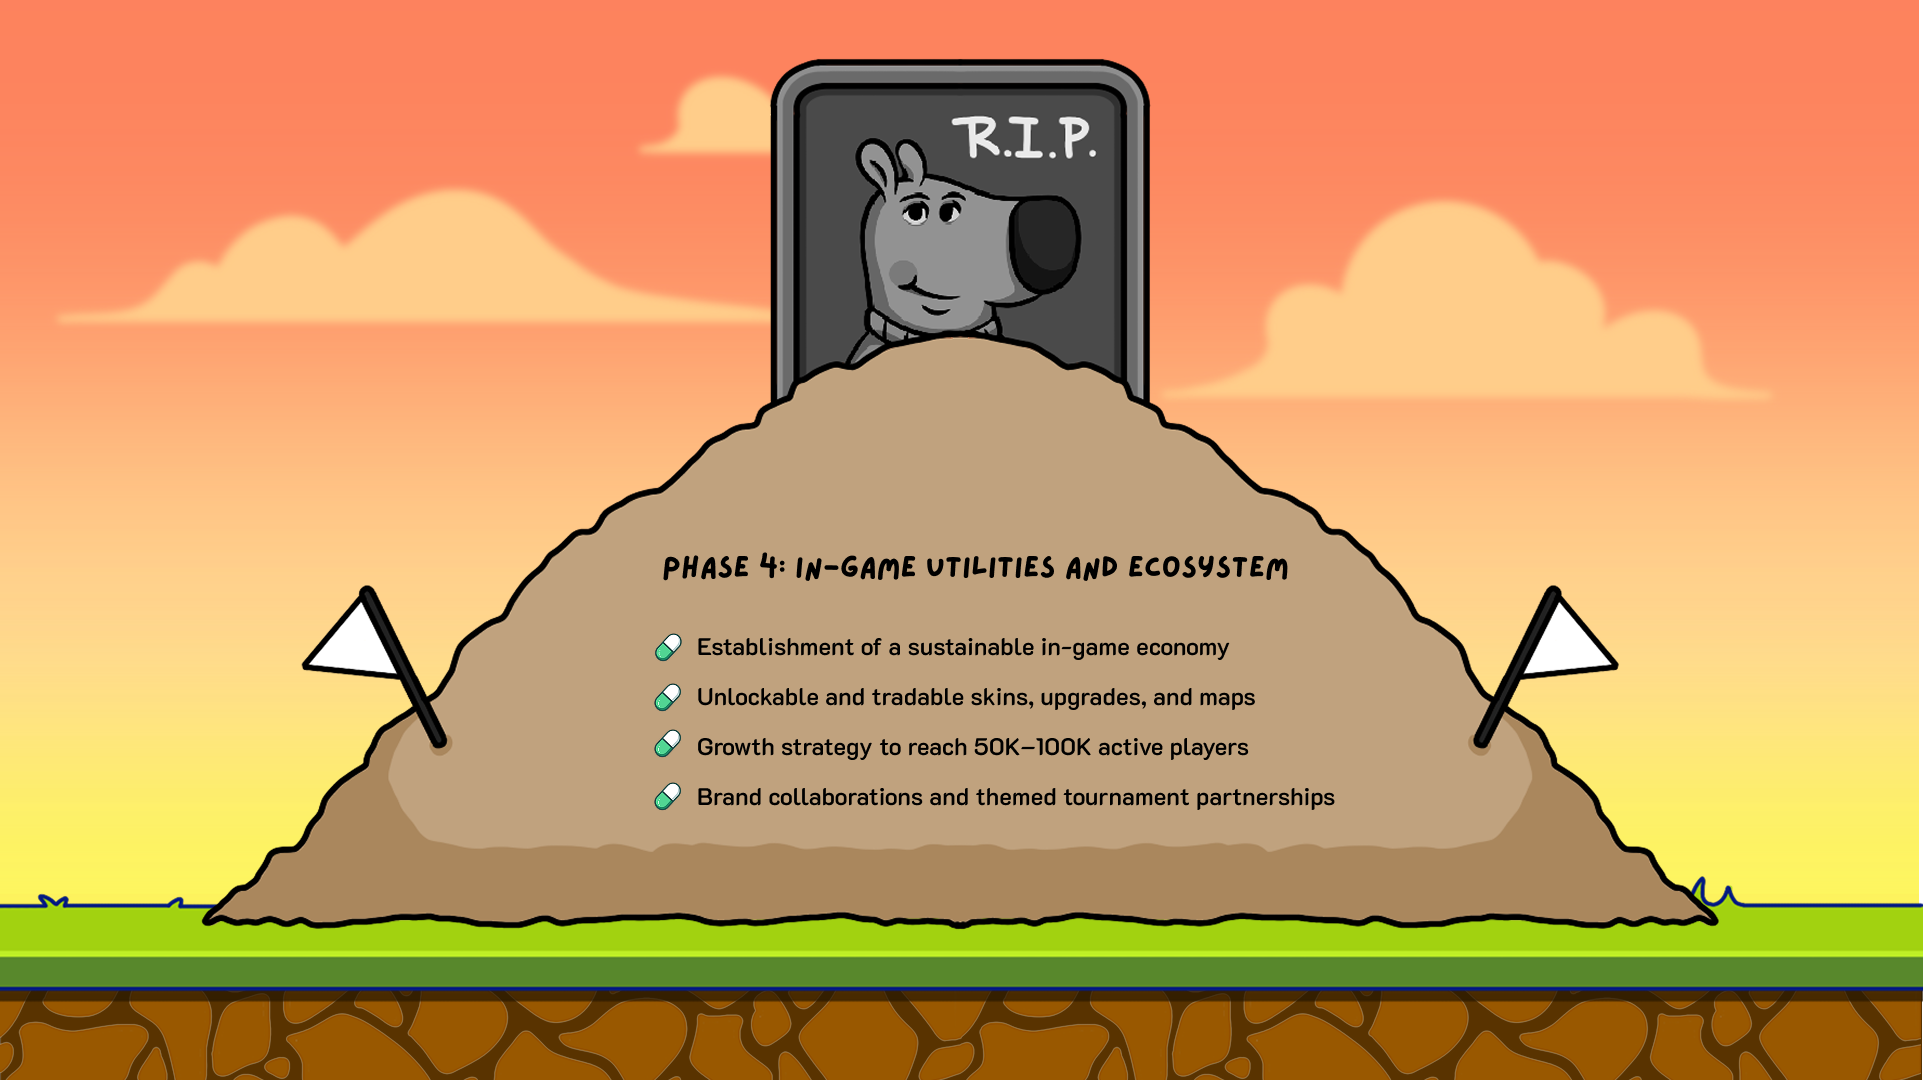 R.I.P.
PHASE 4: IN-GAME UTILITIES AND ECOSYSTEM
Establishment of a sustainable in-game economy
Unlockable and tradable skins, upgrades, and maps
Growth strategy to reach 50K–100K active players
Brand collaborations and themed tournament partnerships